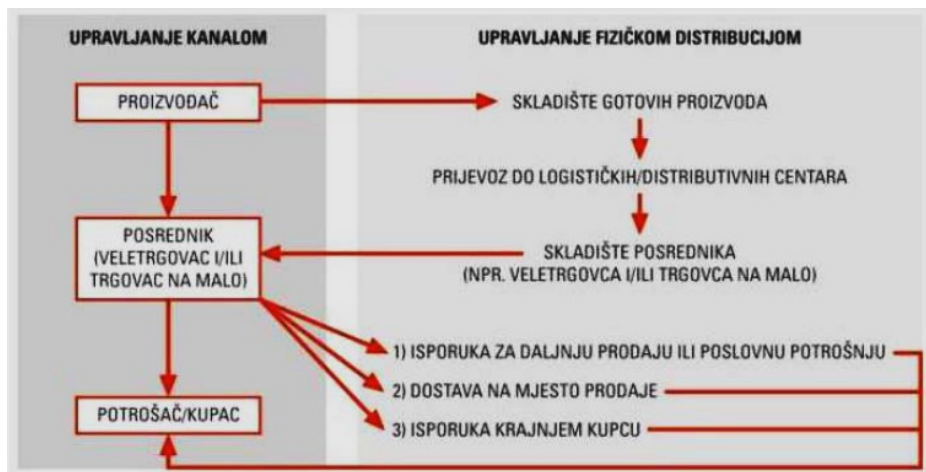 UPRAVLJANJE KANALOM
UPRAVLJANJE FIZIČKOM DISTRIBUCIJOM
PROIZVOĐAČ
SKLADIŠTE GOTOVIH PROIZVODA
PRIJEVOZ DO LOGISTIČKIH/DISTRIBUTIVNIH CENTARA
POSREDNIK
(VELETRGOVAC I/ILI
TRGOVAC NA MALO)
SKLADIŠTE POSREDNIKA
(NPR. VELETRGOVCA I/ILI TRGOVCA NA MALO)
1) ISPORUKA ZA DALJNJU PRODAJU ILI POSLOVNU POTROŠNJU
2) DOSTAVA NA MJESTO PRODAJE
3) ISPORUKA KRAJNJEM KUPCU
POTROŠAČ/KUPAC